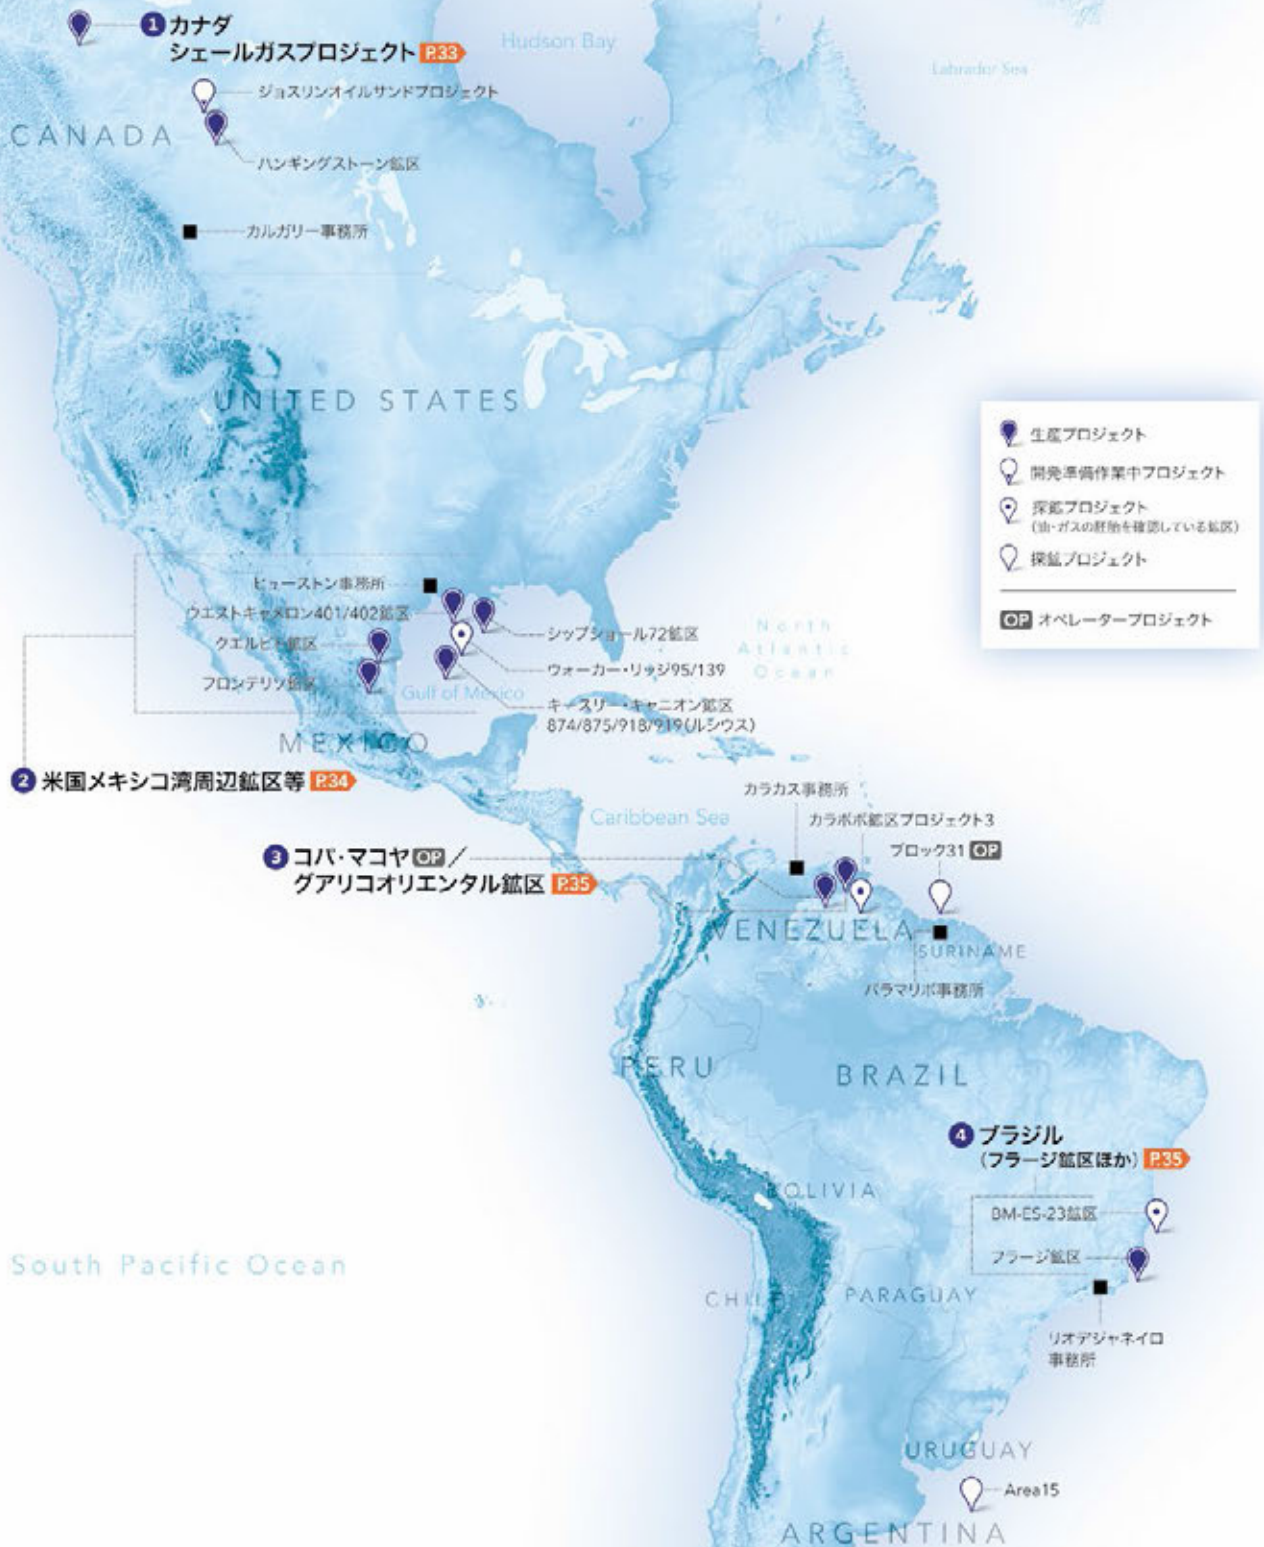 1 カナダ
シェールガスプロジェクト P.33
Hudson Bay
Labrador Sea
ジョスリンオイルサンドプロジェクト
CANADA
ハンギングストーン鉱区
カルガリー事務所
UNITED STATES
生産プロジェクト
開発準備作業中プロジェクト
探鉱プロジェクト
(油・ガスの胚胎を確認している鉱区)
探鉱プロジェクト
OP オペレータープロジェクト
ヒューストン事務所
ウエストキャメロン401/402鉱区
クエルビト鉱区
フロンテリソ鉱区
シップショール72鉱区
ウォーカー・リッジ95/139
キースリー・キャニオン鉱区
874/875/918/919(ルシウス)
Gulf of Mexico
North
Atlantic
Ocean
MEXICO
2 米国メキシコ湾周辺鉱区等 P.34
カラカス事務所
Caribbean Sea
カラボボ鉱区プロジェクト3
ブロック31 OP
3 コパ・マコヤ OP /
グアリコオリエンタル鉱区 P.35
VENEZUELA
SURINAME
パラマリボ事務所
PERU
BRAZIL
4 ブラジル
(フラージ鉱区ほか) P.35
BOLIVIA
BM-ES-23鉱区
フラージ鉱区
South Pacific Ocean
CHILE
PARAGUAY
リオデジャネイロ
事務所
URUGUAY
Area15
ARGENTINA